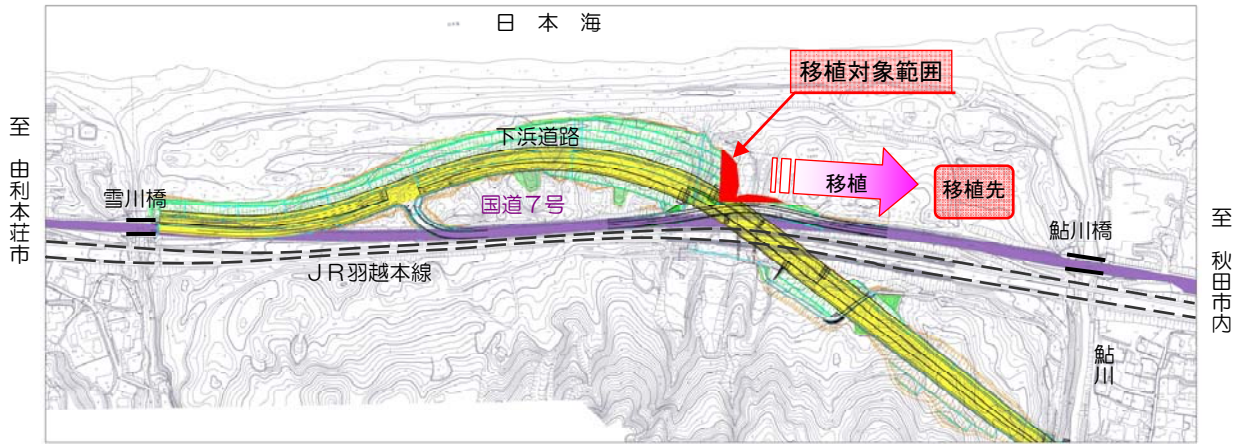 日本海
移植対象範囲
至 由利本荘市
下浜道路
移植
移植先
雪川橋
国道7号
至 秋田市内
鮎川橋
JR羽越本線
鮎川